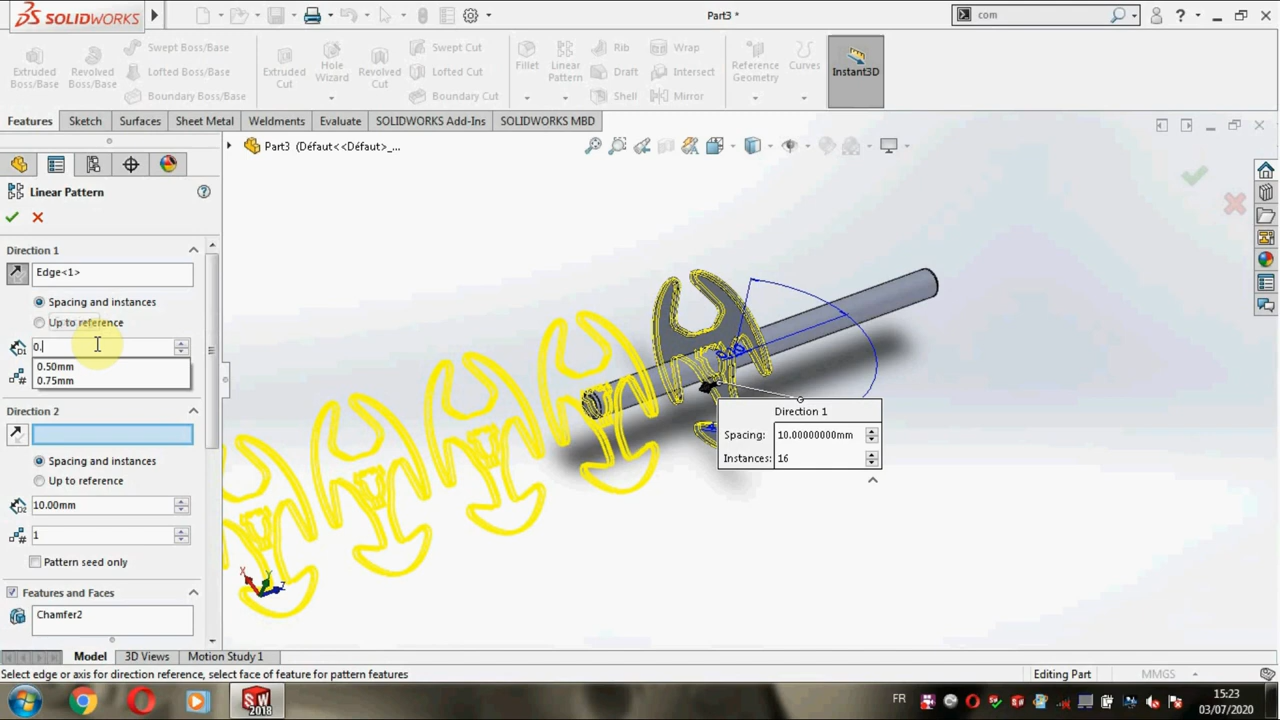 SOLIDWORKS
Part3 *
com
Extruded Boss/Base
Revolved Boss/Base
Swept Boss/Base
Lofted Boss/Base
Boundary Boss/Base
Extruded Cut
Hole Wizard
Revolved Cut
Swept Cut
Lofted Cut
Boundary Cut
Fillet
Linear Pattern
Rib
Draft
Shell
Wrap
Intersect
Mirror
Reference Geometry
Curves
Instant3D
Features
Sketch
Surfaces
Sheet Metal
Weldments
Evaluate
SOLIDWORKS Add-Ins
SOLIDWORKS MBD
Part3 (Défaut<<Défaut>_...
Linear Pattern
Direction 1
Edge<1>
Spacing and instances
Up to reference
D1
0.
0.50mm
0.75mm
Direction 2
Spacing and instances
Up to reference
D2
10.00mm
1
Pattern seed only
Features and Faces
Chamfer2
Direction 1
Spacing: 10.00000000mm
Instances: 16
X
Y
Z
Model
3D Views
Motion Study 1
Select edge or axis for direction reference, select face of feature for pattern features
Editing Part
MMGS
SW
2018
FR
15:23
03/07/2020